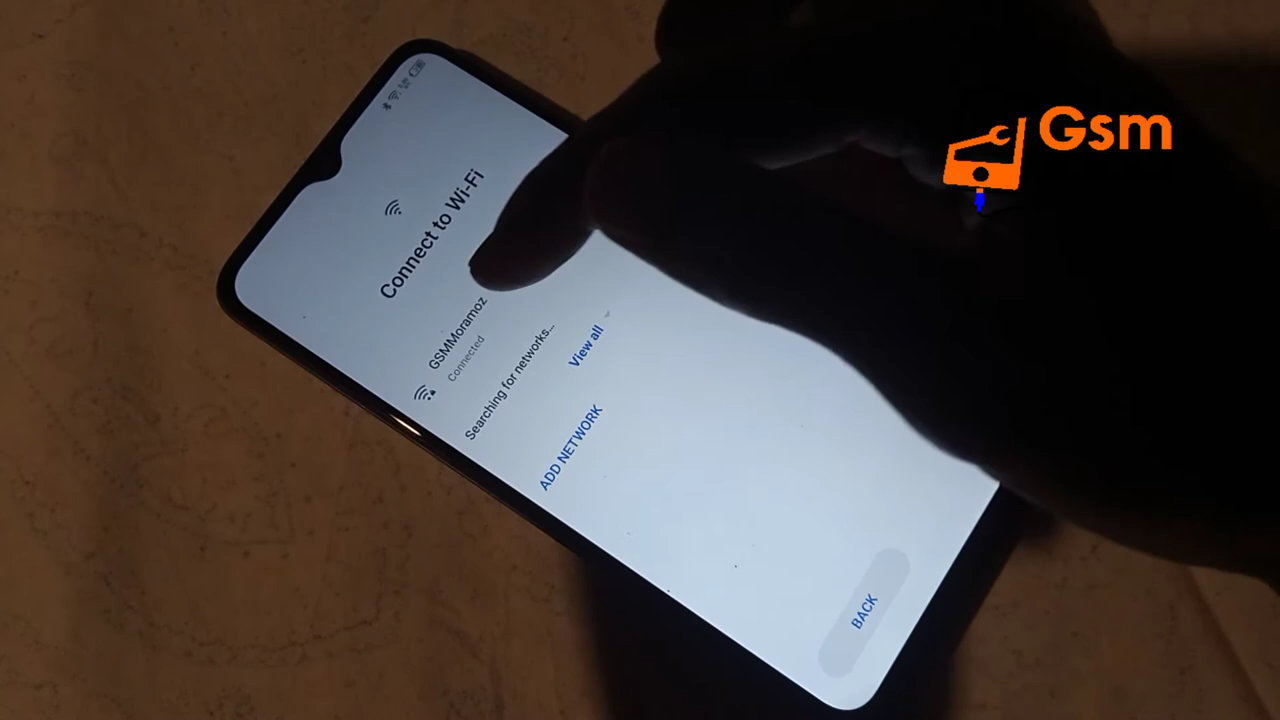 Connect to Wi-Fi
GSMMoramoz
Connected
Searching for networks...
View all
ADD NETWORK
BACK
Gsm